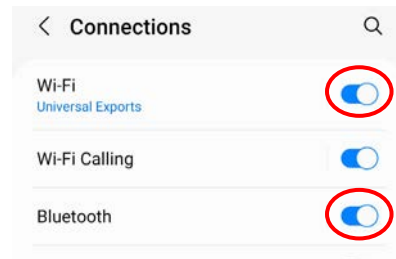 Connections
Wi-Fi
Universal Exports
Wi-Fi Calling
Bluetooth